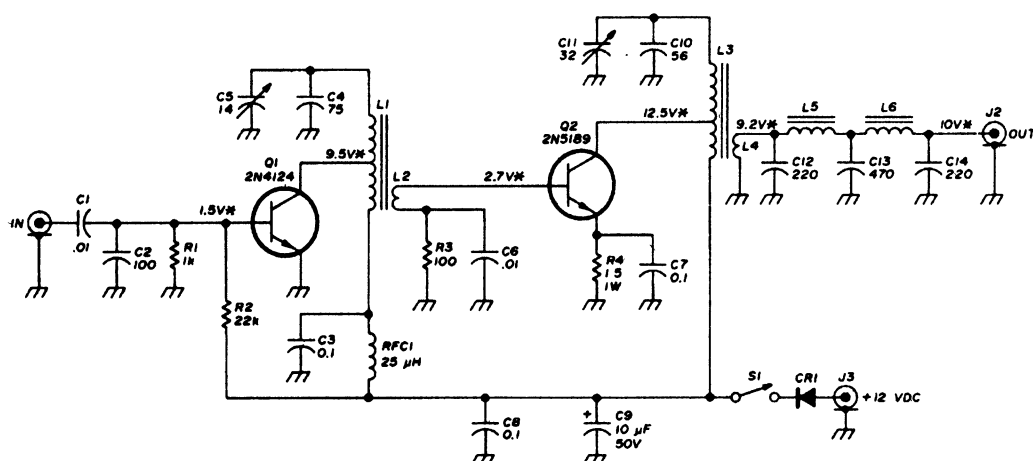 C11
32
C10
56
L3
C5
14
C4
75
L1
Q2
2N5189
12.5V*
9.2V*
L4
L5
L6
10V*
J2
OUT
Q1
2N4124
9.5V*
L2
2.7V*
C12
220
C13
470
C14
220
-IN
C1
.01
1.5V*
C2
100
R1
1k
R2
22k
R3
100
C6
.01
R4
1.5
1W
C7
0.1
C3
0.1
RFC1
25 μH
S1
CR1
J3
+12 VDC
C8
0.1
+
C9
10 μF
50V